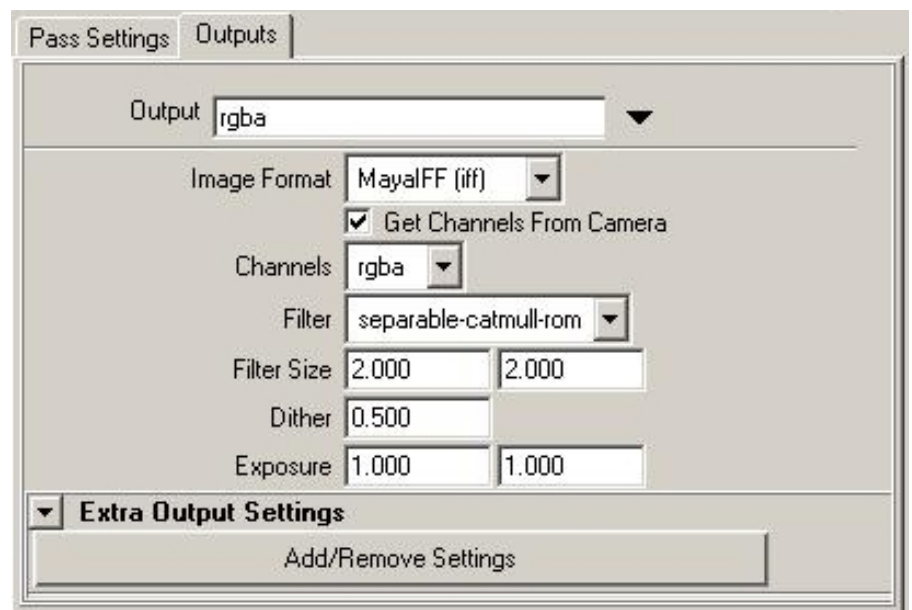 Pass Settings Outputs
Output rgba
Image Format MayaIFF (iff)
Get Channels From Camera
Channels rgba
Filter separable-catmull-rom
Filter Size 2.000 2.000
Dither 0.500
Exposure 1.000 1.000
Extra Output Settings
Add/Remove Settings